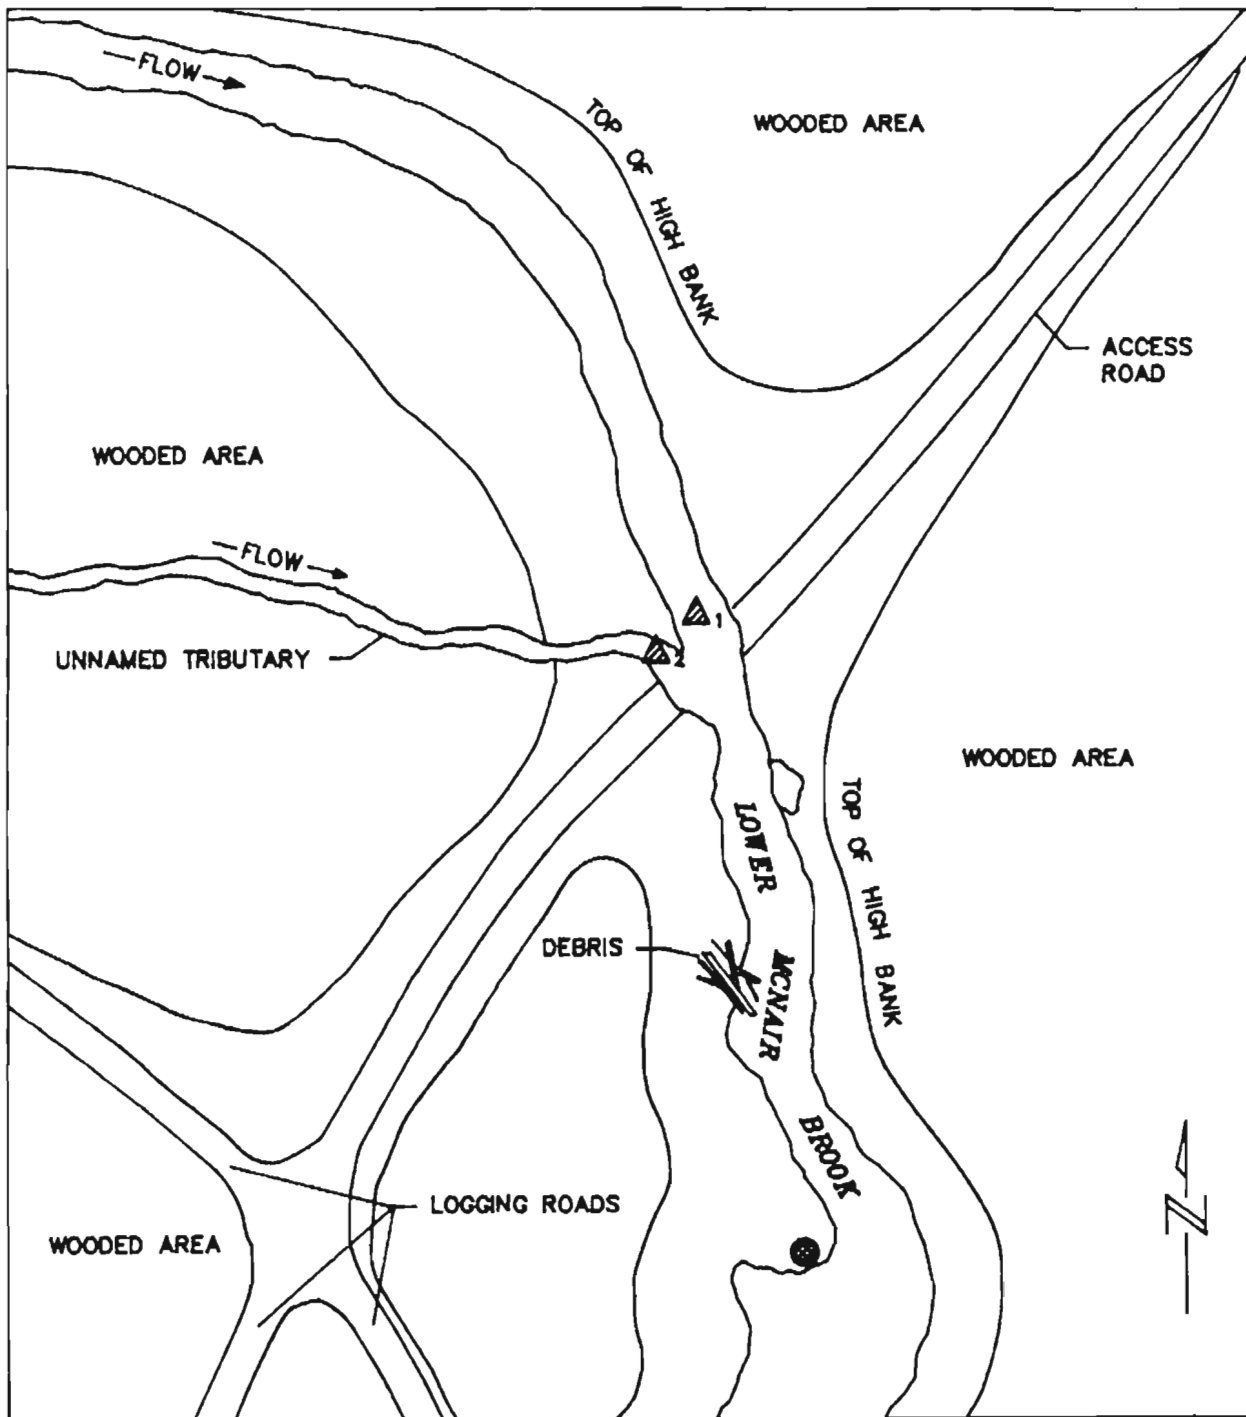 FLOW
TOP OF HIGH BANK
WOODED AREA
ACCESS
ROAD
WOODED AREA
FLOW
1
2
UNNAMED TRIBUTARY
WOODED AREA
TOP OF HIGH BANK
LOWER MCNAIR BROOK
DEBRIS
LOGGING ROADS
WOODED AREA
N